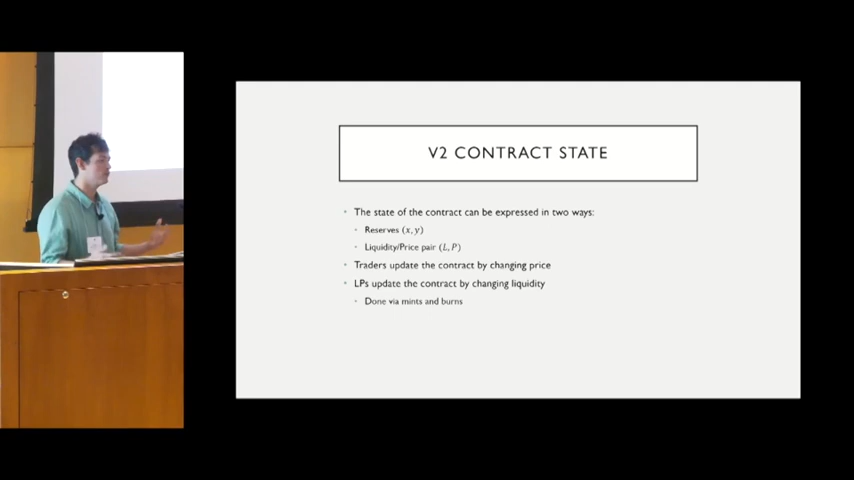 V2 CONTRACT STATE
• The state of the contract can be expressed in two ways:
• Reserves (x, y)
• Liquidity/Price pair (L, P)
• Traders update the contract by changing price
• LPs update the contract by changing liquidity
• Done via mints and burns